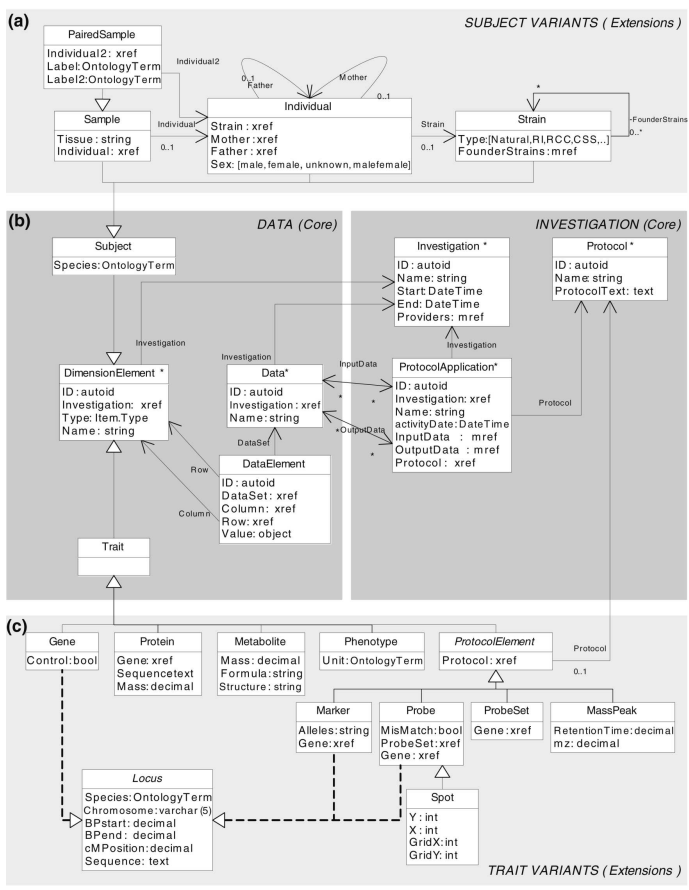 (a)
SUBJECT VARIANTS ( Extensions )
PairedSample
Individual2 : xref
Label:OntologyTerm
Label2:OntologyTerm
Individual2
Sample
Tissue : string
Individual : xref
Individual
0..1
0..1
Father
Mother
0..1
Individual
Strain : xref
Mother :xref
Father : xref
Sex: [male, female, unknown, malefemale]
Strain
0..1
Strain
Type:[Natural,RI,RCC,CSS,..]
FounderStrains : mref
*
-FounderStrains
0..*
(b)
DATA (Core)
Subject
Species:OntologyTerm
Investigation
DimensionElement *
ID : autoid
Investigation: xref
Type: Item.Type
Name : string
Investigation
Data*
ID : autoid
Investigation : xref
Name: string
DataSet
DataElement
ID : autoid
DataSet : xref
Column : xref
Row: xref
Value: object
Row
Column
Trait
INVESTIGATION (Core)
Investigation *
ID : autoid
Name: string
Start: DateTime
End: DateTime
Providers: mref
Protocol *
ID : autoid
Name: string
ProtocolText: text
Investigation
InputData
*
*
*OutputData
*
ProtocolApplication*
ID : autoid
Investigation: xref
Name: string
activityDate: DateTime
InputData : mref
OutputData : mref
Protocol : xref
Protocol
(c)
Gene
Control:bool
Protein
Gene: xref
Sequencetext
Mass: decimal
Metabolite
Mass: decimal
Formula:string
Structure : string
Phenotype
Unit:OntologyTerm
ProtocolElement
Protocol : xref
Protocol
0..1
Marker
Alleles:string
Gene:xref
Probe
MisMatch:bool
ProbeSet:xref
Gene: xref
ProbeSet
Gene:xref
MassPeak
RetentionTime:decimal
mz: decimal
Locus
Species:OntologyTerm
Chromosome:varchar (5)
BPstart: decimal
BPend : decimal
cMPosition: decimal
Sequence : text
Spot
Y : int
X : int
GridX: int
GridY: int
TRAIT VARIANTS ( Extensions )